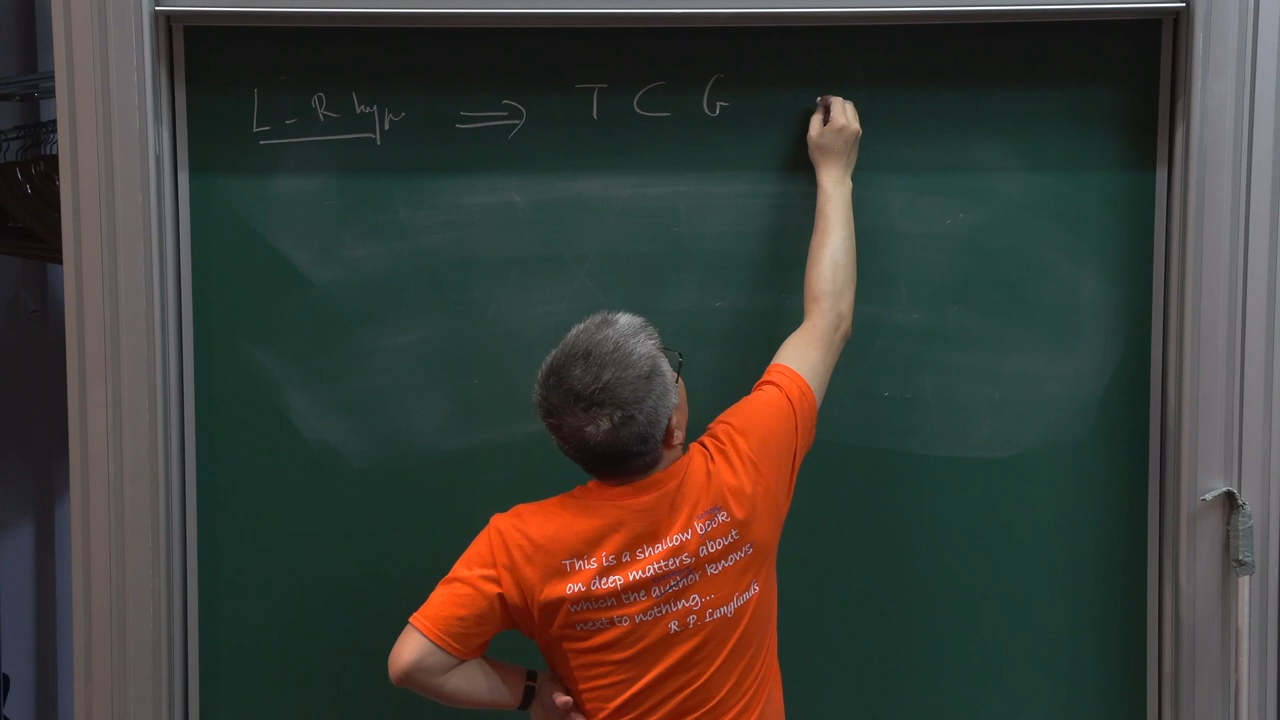 L - R hyp ⟹ T C G
This is a shallow book
on deep matters, about
which the author knows
next to nothing...
R. P. Langlands